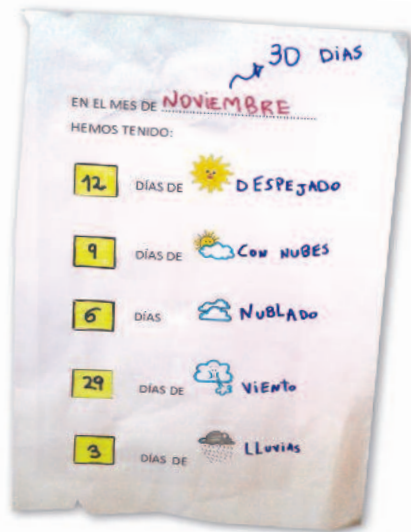 30 DIAS
EN EL MES DE NOVIEMBRE
HEMOS TENIDO:
12 DÍAS DE DESPEJADO
9 DÍAS DE CON NUBES
6 DÍAS NUBLADO
29 DÍAS DE VIENTO
3 DÍAS DE LLUVIAS